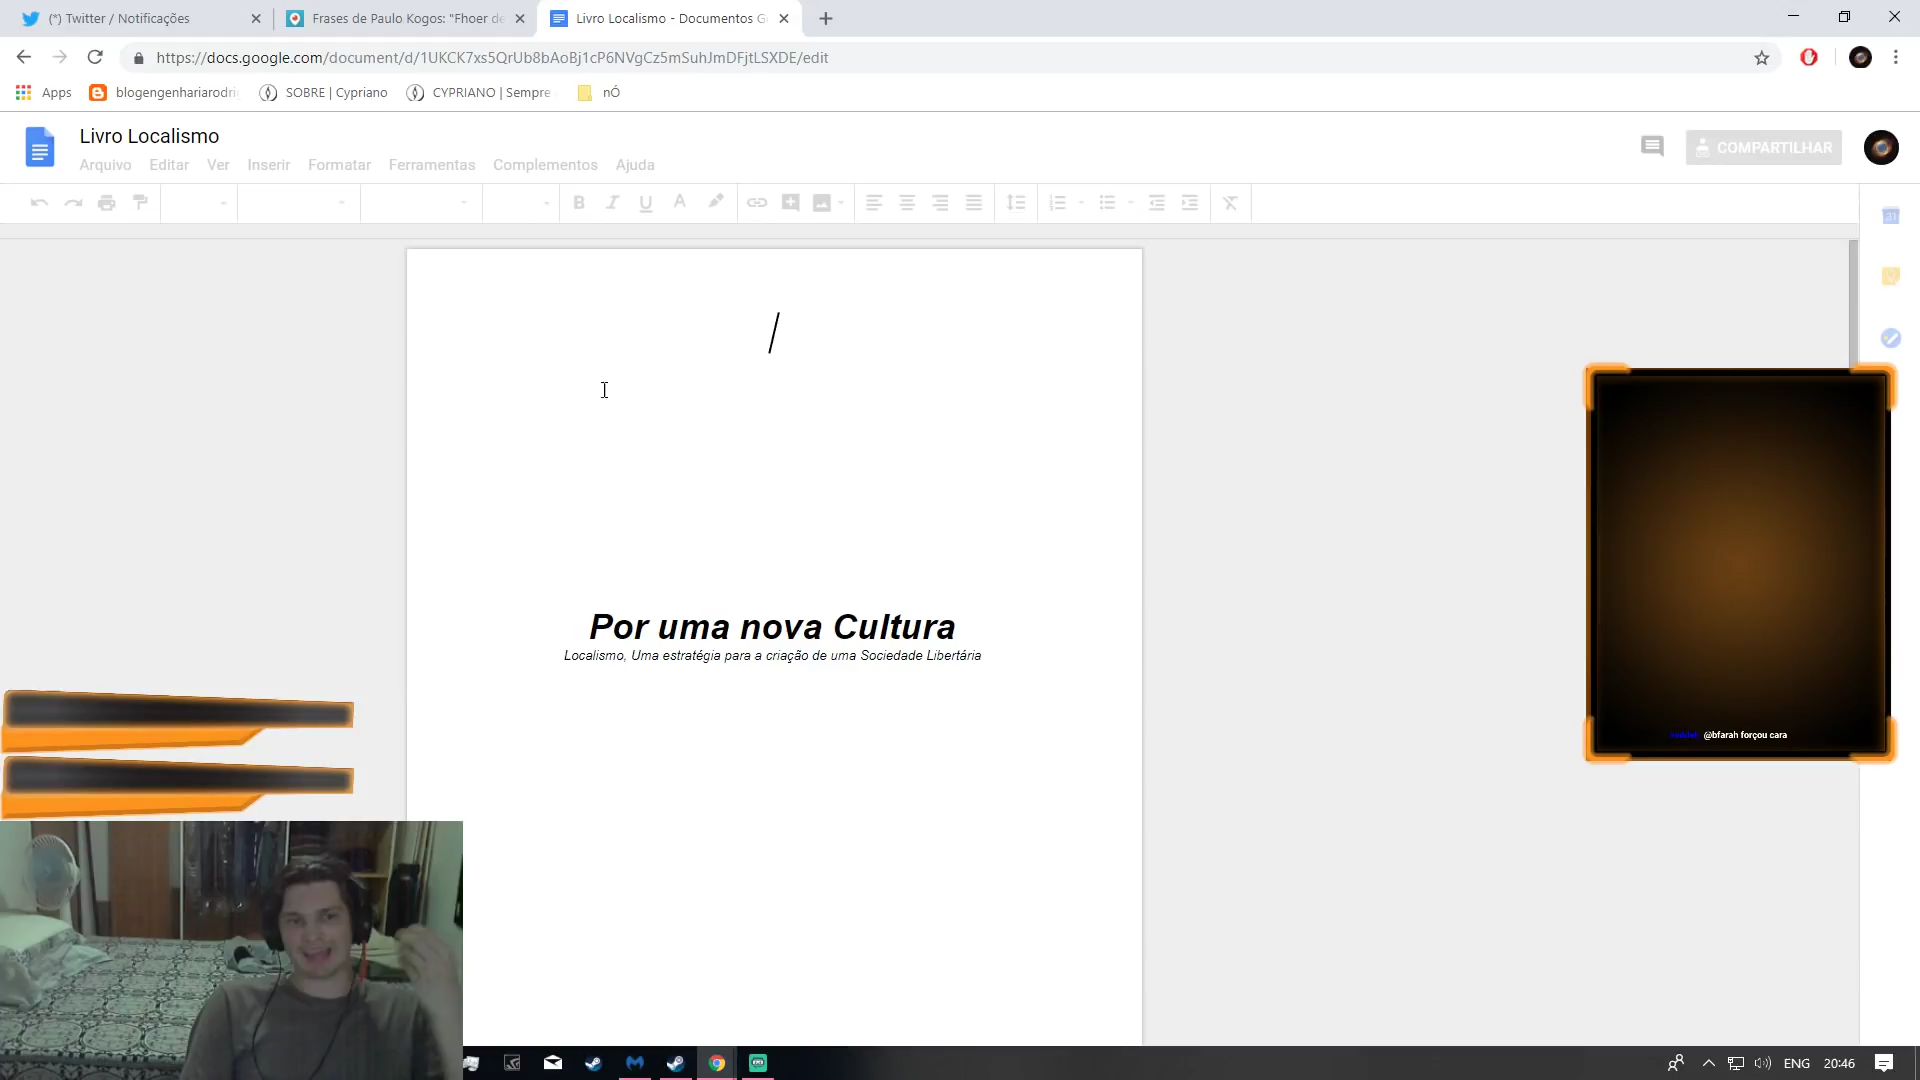 (*) Twitter / Notificações
Frases de Paulo Kogos: "Fhoer de
Livro Localismo - Documentos G
https://docs.google.com/document/d/1UKCK7xs5QrUb8bAoBj1cP6NVgCz5mSuhJmDFjtLSXDE/edit
Apps
blogengenhariarodri
SOBRE | Cypriano
CYPRIANO | Sempre
nÓ
Livro Localismo
Arquivo Editar Ver Inserir Formatar Ferramentas Complementos Ajuda
COMPARTILHAR
B I U A
31
/
Por uma nova Cultura
Localismo, Uma estratégia para a criação de uma Sociedade Libertária
@bfarah forçou cara
ENG 20:46